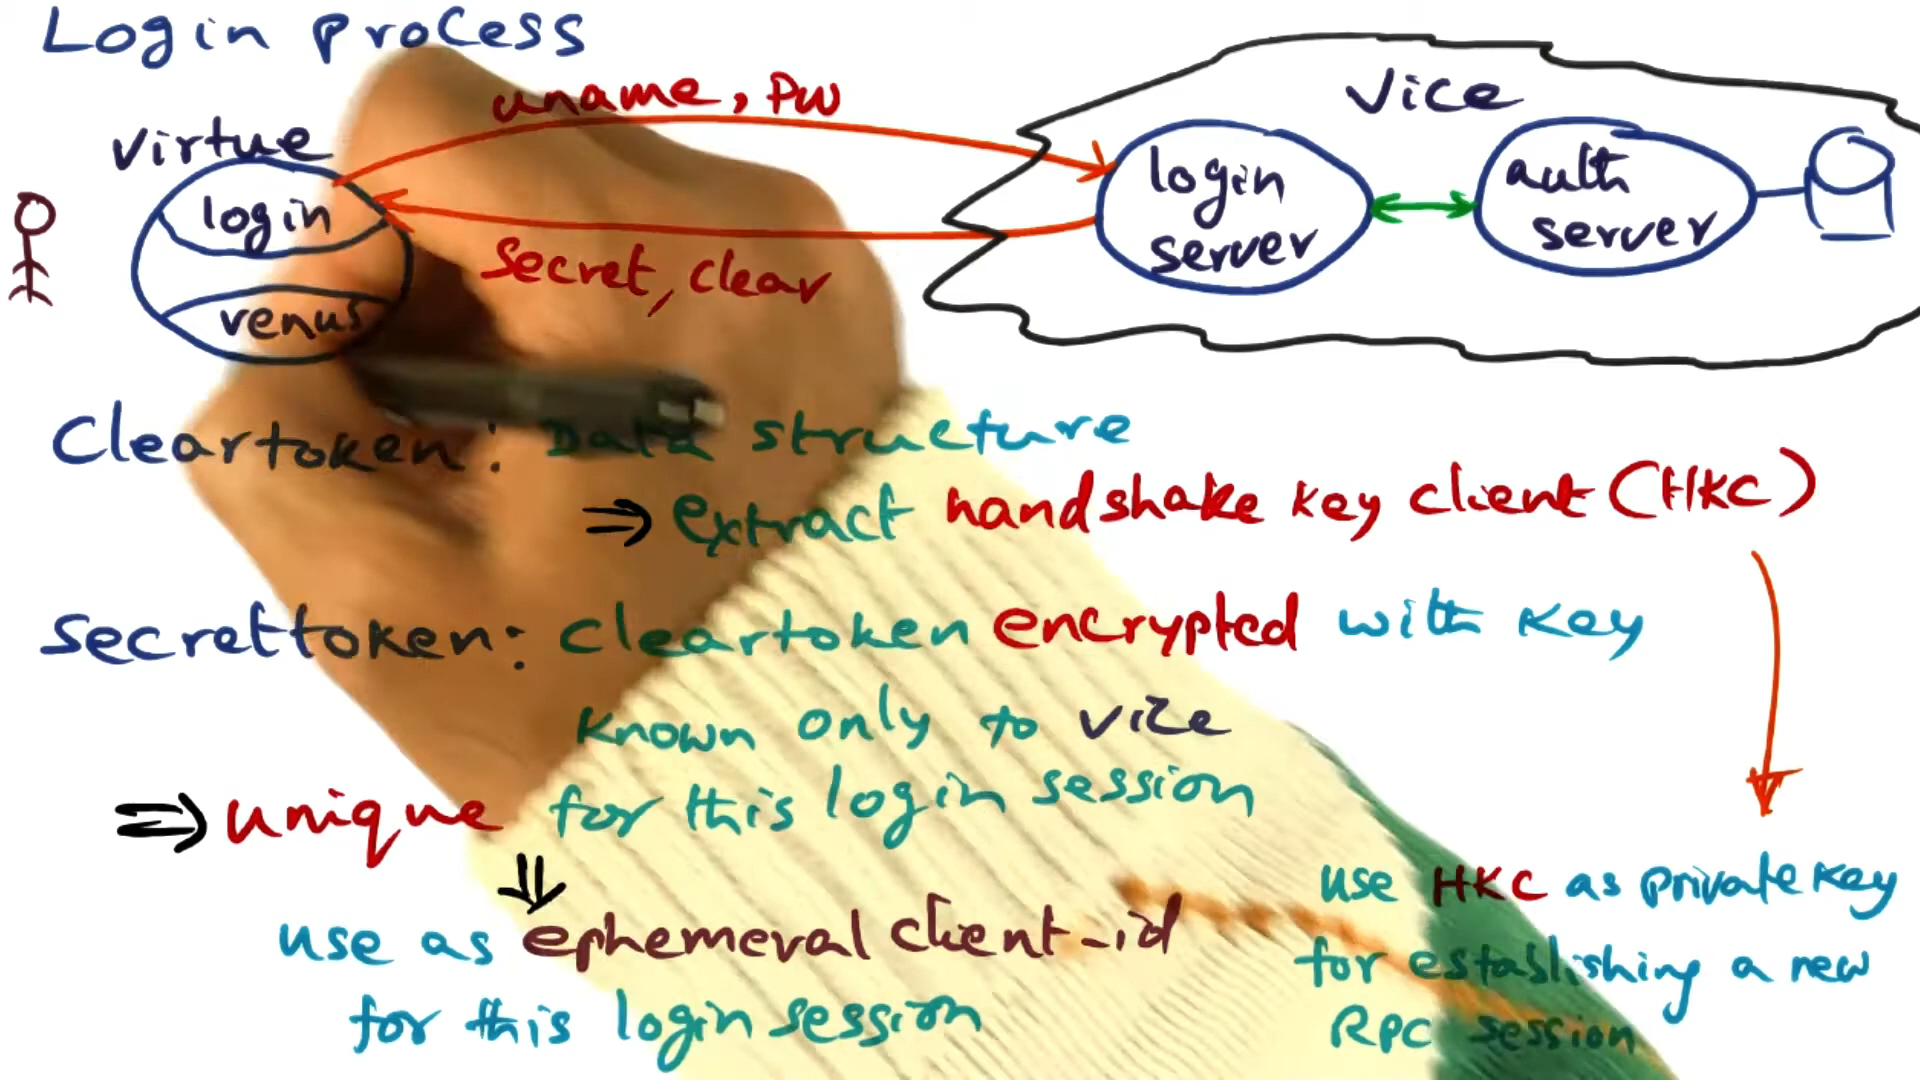 Login process
uname, pw
Vice
Virtue
login
login
server
auth
server
secret, clear
venus
Cleartoken: Data structure
⇒ extract handshake key client (HKC)
secrettoken: cleartoken encrypted with key
known only to vice
⇒ unique for this login session
⇓
use HKC as private key
use as ephemeral client-id
for establishing a new
for this login session
RPC session